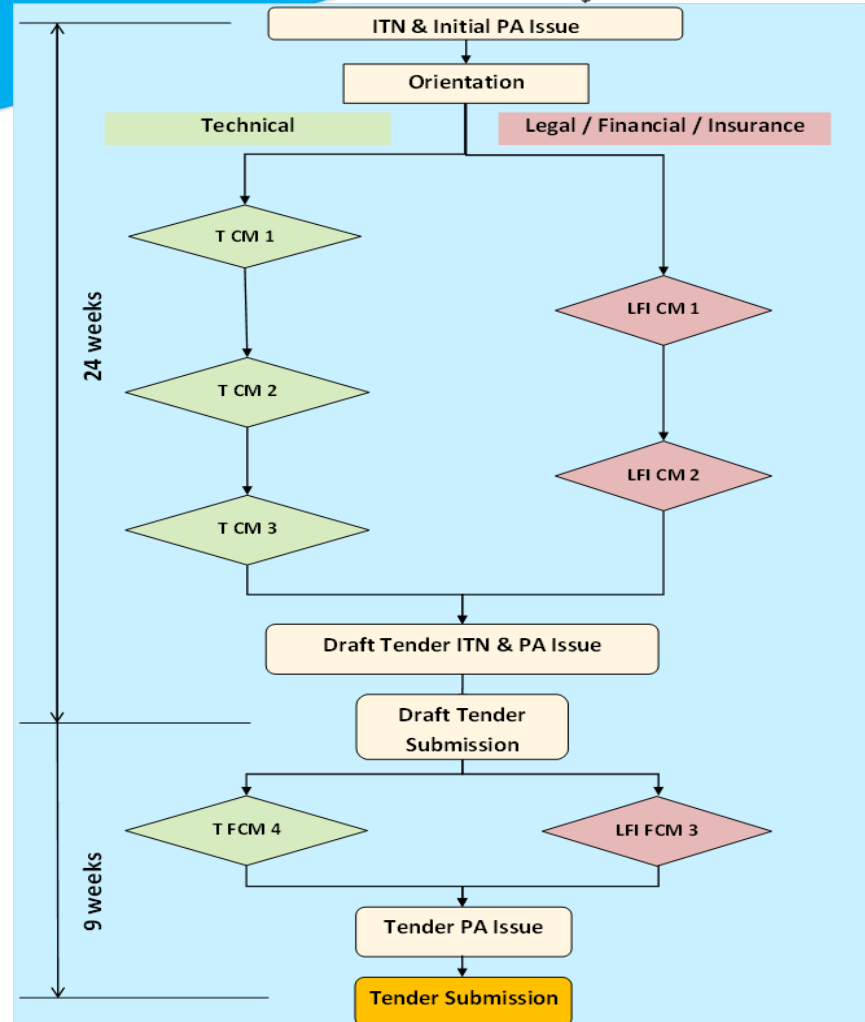 ITN & Initial PA Issue
Orientation
Technical
Legal / Financial / Insurance
T CM 1
LFI CM 1
24 weeks
T CM 2
LFI CM 2
T CM 3
Draft Tender ITN & PA Issue
Draft Tender
Submission
T FCM 4
LFI FCM 3
9 weeks
Tender PA Issue
Tender Submission